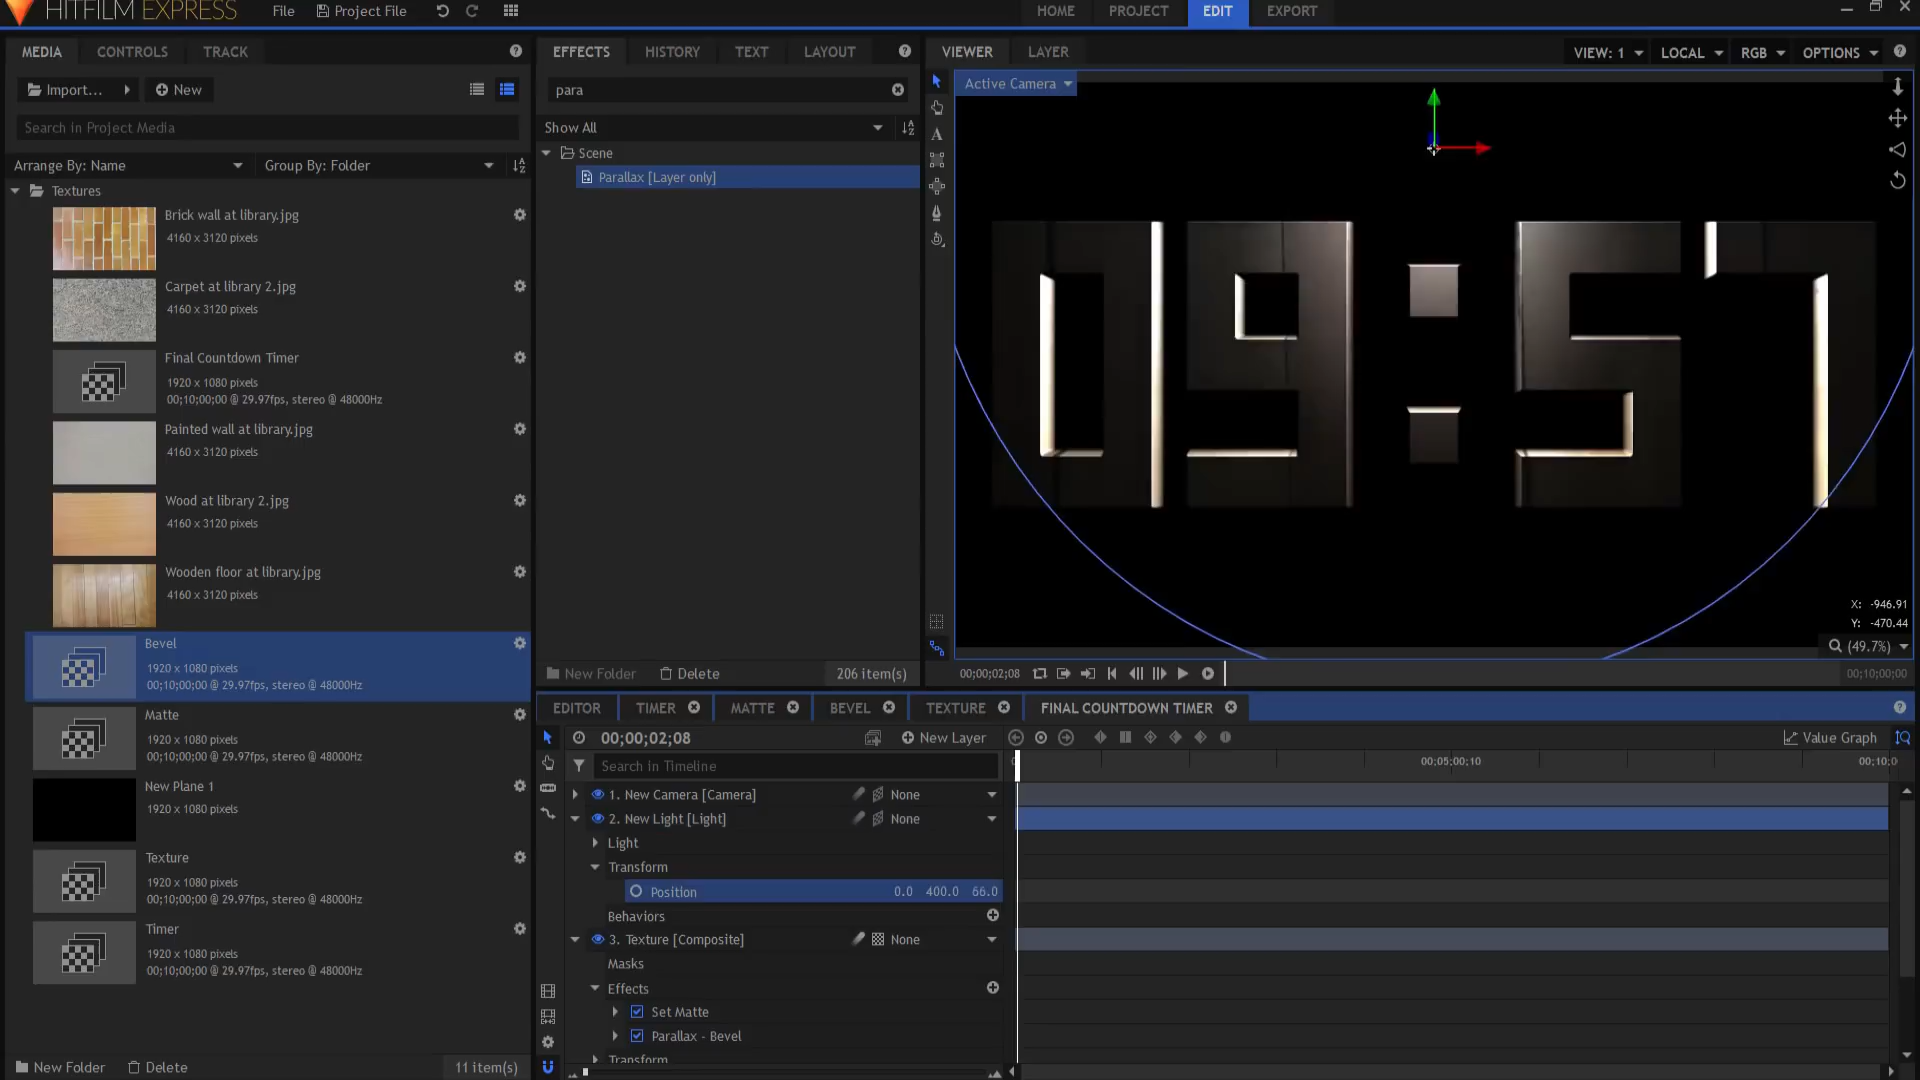 HITFILM EXPRESS
File
Project File
HOME
PROJECT
EDIT
EXPORT
MEDIA
CONTROLS
TRACK
Import...
New
Search in Project Media
Arrange By: Name
Group By: Folder
Textures
Brick wall at library.jpg
4160 x 3120 pixels
Carpet at library 2.jpg
4160 x 3120 pixels
Final Countdown Timer
1920 x 1080 pixels
00;10;00;00 @ 29.97fps, stereo @ 48000Hz
Painted wall at library.jpg
4160 x 3120 pixels
Wood at library 2.jpg
4160 x 3120 pixels
Wooden floor at library.jpg
4160 x 3120 pixels
Bevel
1920 x 1080 pixels
00;10;00;00 @ 29.97fps, stereo @ 48000Hz
Matte
1920 x 1080 pixels
00;10;00;00 @ 29.97fps, stereo @ 48000Hz
New Plane 1
1920 x 1080 pixels
Texture
1920 x 1080 pixels
00;10;00;00 @ 29.97fps, stereo @ 48000Hz
Timer
1920 x 1080 pixels
00;10;00;00 @ 29.97fps, stereo @ 48000Hz
New Folder
Delete
11 item(s)
EFFECTS
HISTORY
TEXT
LAYOUT
para
Show All
Scene
Parallax [Layer only]
New Folder
Delete
206 item(s)
VIEWER
LAYER
VIEW: 1
LOCAL
RGB
OPTIONS
Active Camera
09:57
X: -946.91
Y: -470.44
(49.7%)
00;00;02;08
00;10;00;00
EDITOR
TIMER
MATTE
BEVEL
TEXTURE
FINAL COUNTDOWN TIMER
00;00;02;08
New Layer
Value Graph
Search In Timeline
00;05;00;10
00;10;0
1. New Camera [Camera]
None
2. New Light [Light]
None
Light
Transform
Position
0.0 400.0 66.0
Behaviors
3. Texture [Composite]
None
Masks
Effects
Set Matte
Parallax - Bevel
Transform